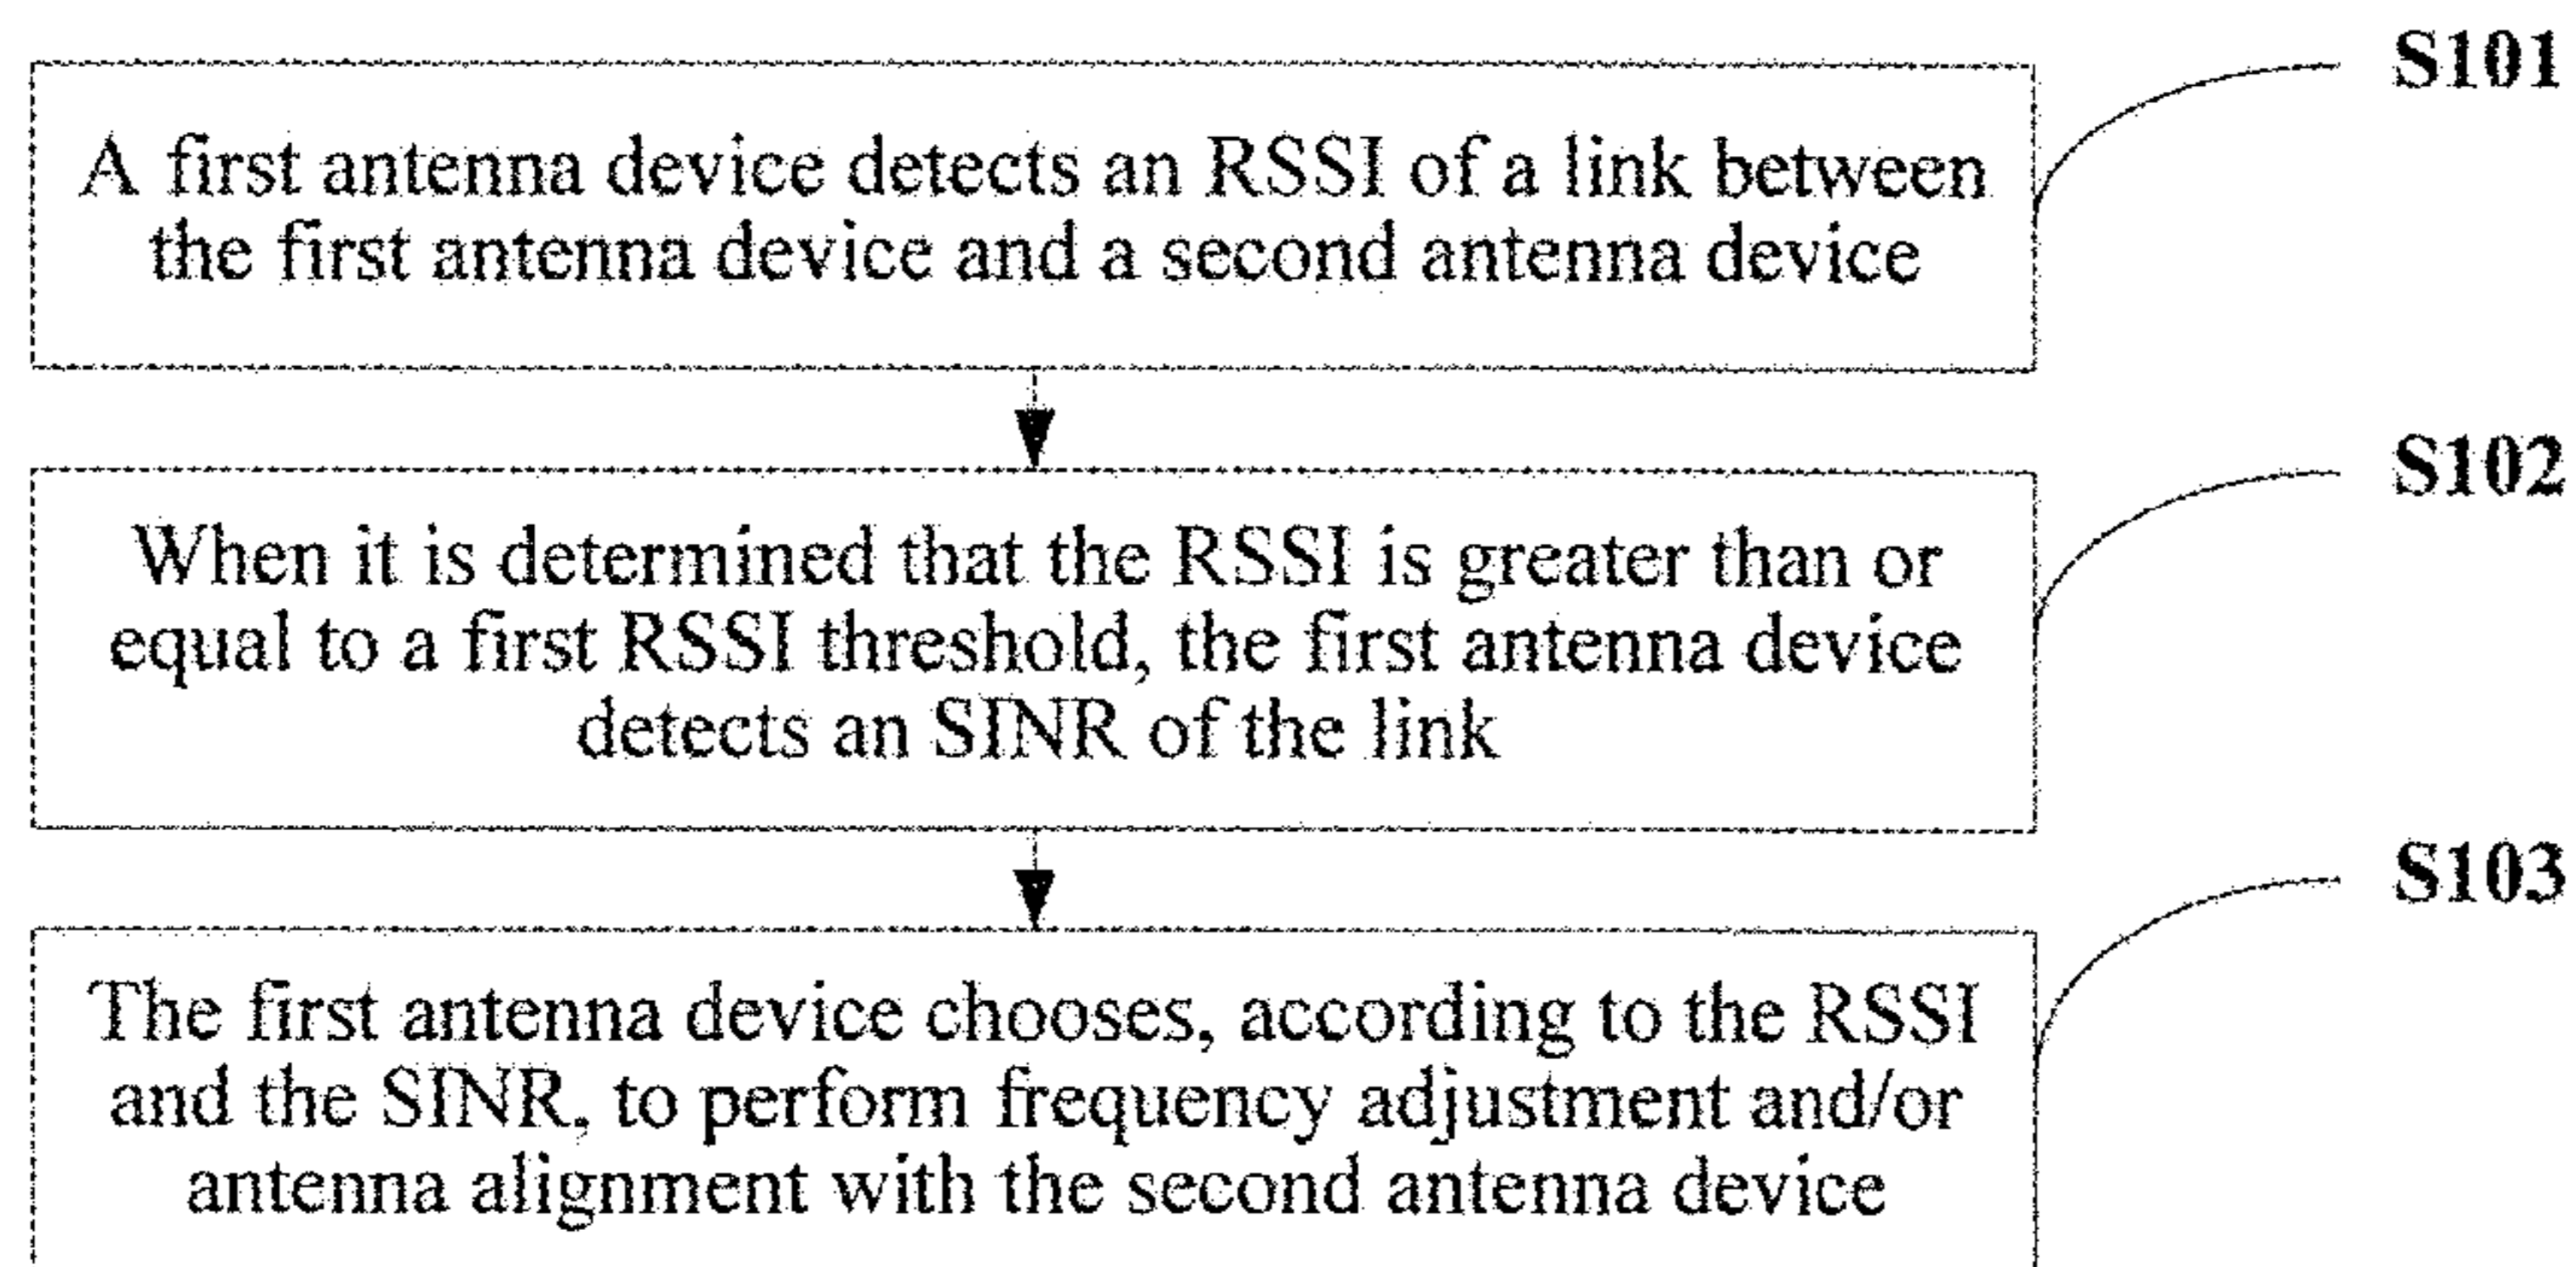 S101
A first antenna device detects an RSSI of a link between
the first antenna device and a second antenna device
S102
When it is determined that the RSSI is greater than or
equal to a first RSSI threshold, the first antenna device
detects an SINR of the link
S103
The first antenna device chooses, according to the RSSI
and the SINR, to perform frequency adjustment and/or
antenna alignment with the second antenna device